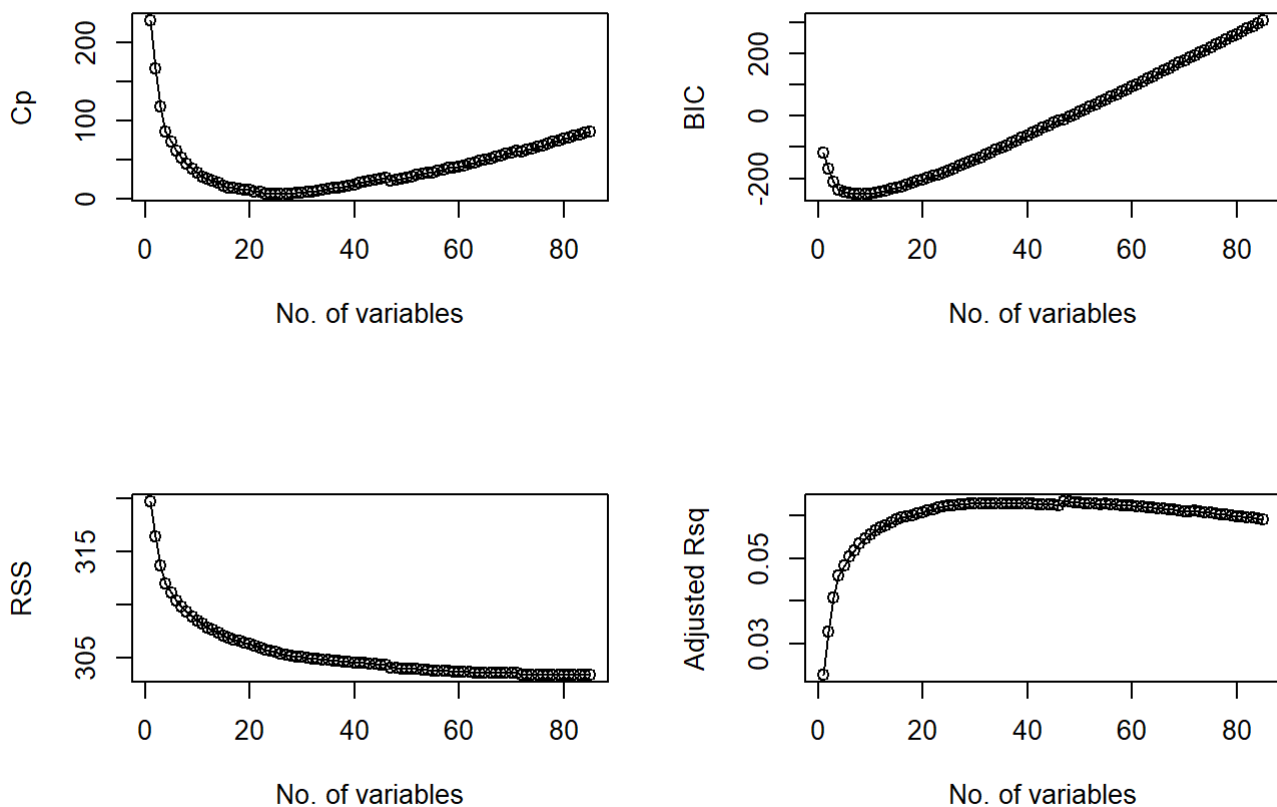 Cp
0 100 200
0 20 40 60 80
No. of variables
BIC
-200 0 200
0 20 40 60 80
No. of variables
RSS
305 315
0 20 40 60 80
No. of variables
Adjusted Rsq
0.03 0.05
0 20 40 60 80
No. of variables